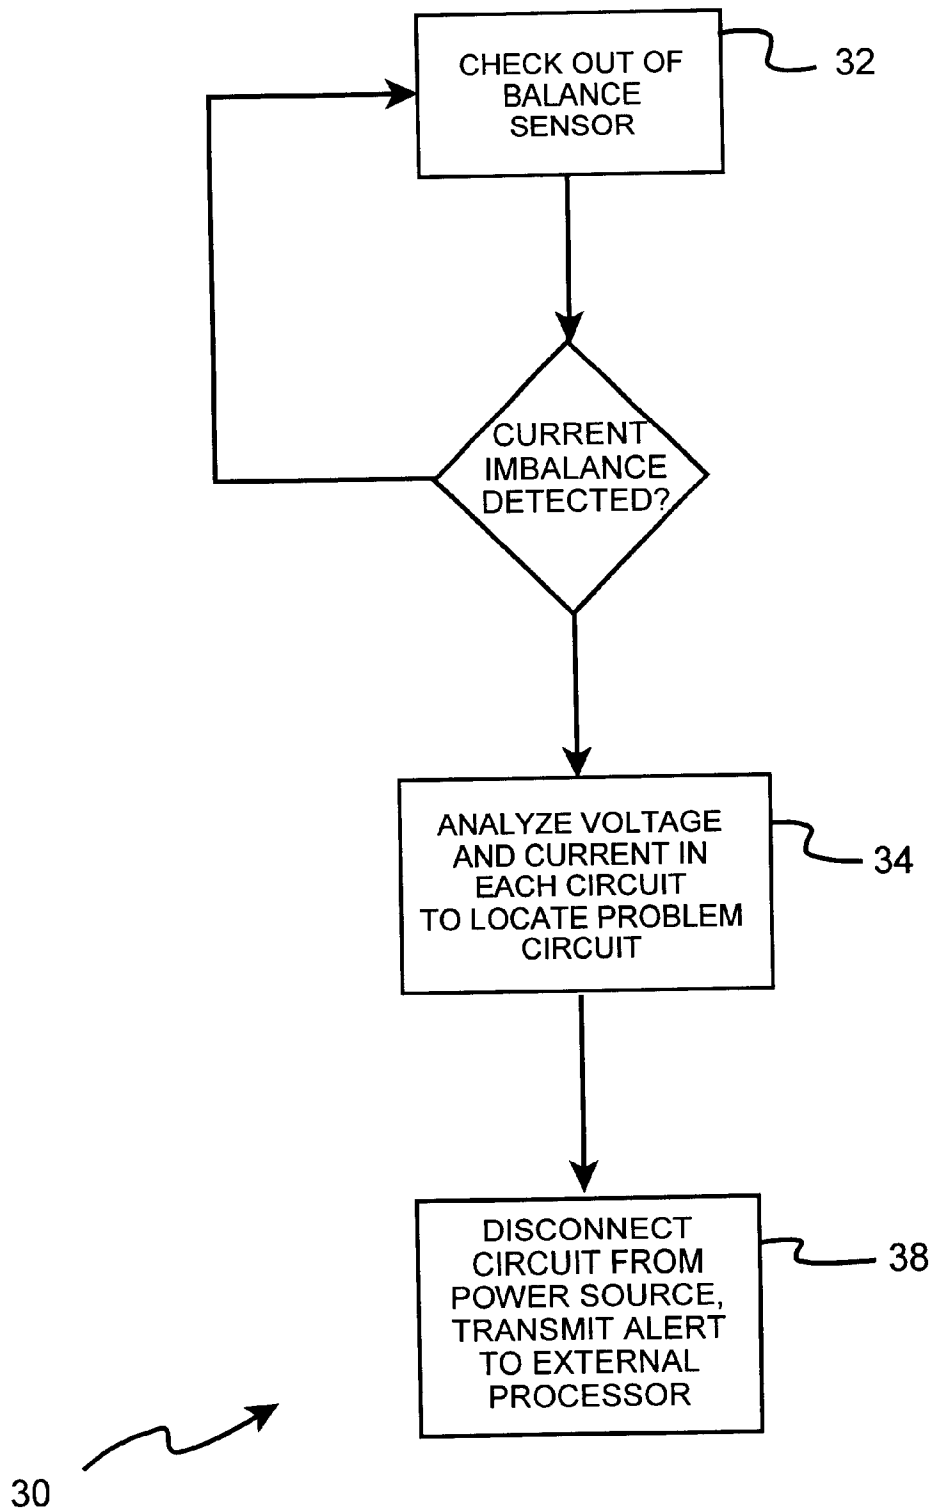 CHECK OUT OF
BALANCE
SENSOR
32
CURRENT
IMBALANCE
DETECTED?
ANALYZE VOLTAGE
AND CURRENT IN
EACH CIRCUIT
TO LOCATE PROBLEM
CIRCUIT
34
DISCONNECT
CIRCUIT FROM
POWER SOURCE,
TRANSMIT ALERT
TO EXTERNAL
PROCESSOR
38
30